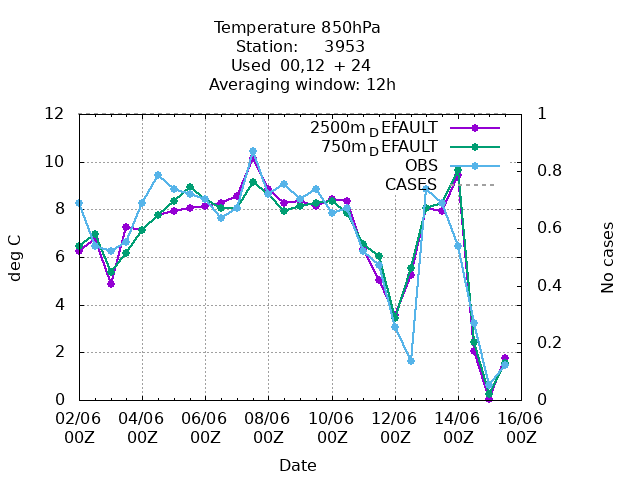 Temperature 850hPa
Station: 3953
Used 00,12 + 24
Averaging window: 12h
2500m_DEFAULT
750m_DEFAULT
OBS
CASES
12
10
8
6
4
2
0
deg C
1
0.8
0.6
0.4
0.2
0
No cases
02/06 04/06 06/06 08/06 10/06 12/06 14/06 16/06
00Z 00Z 00Z 00Z 00Z 00Z 00Z 00Z
Date